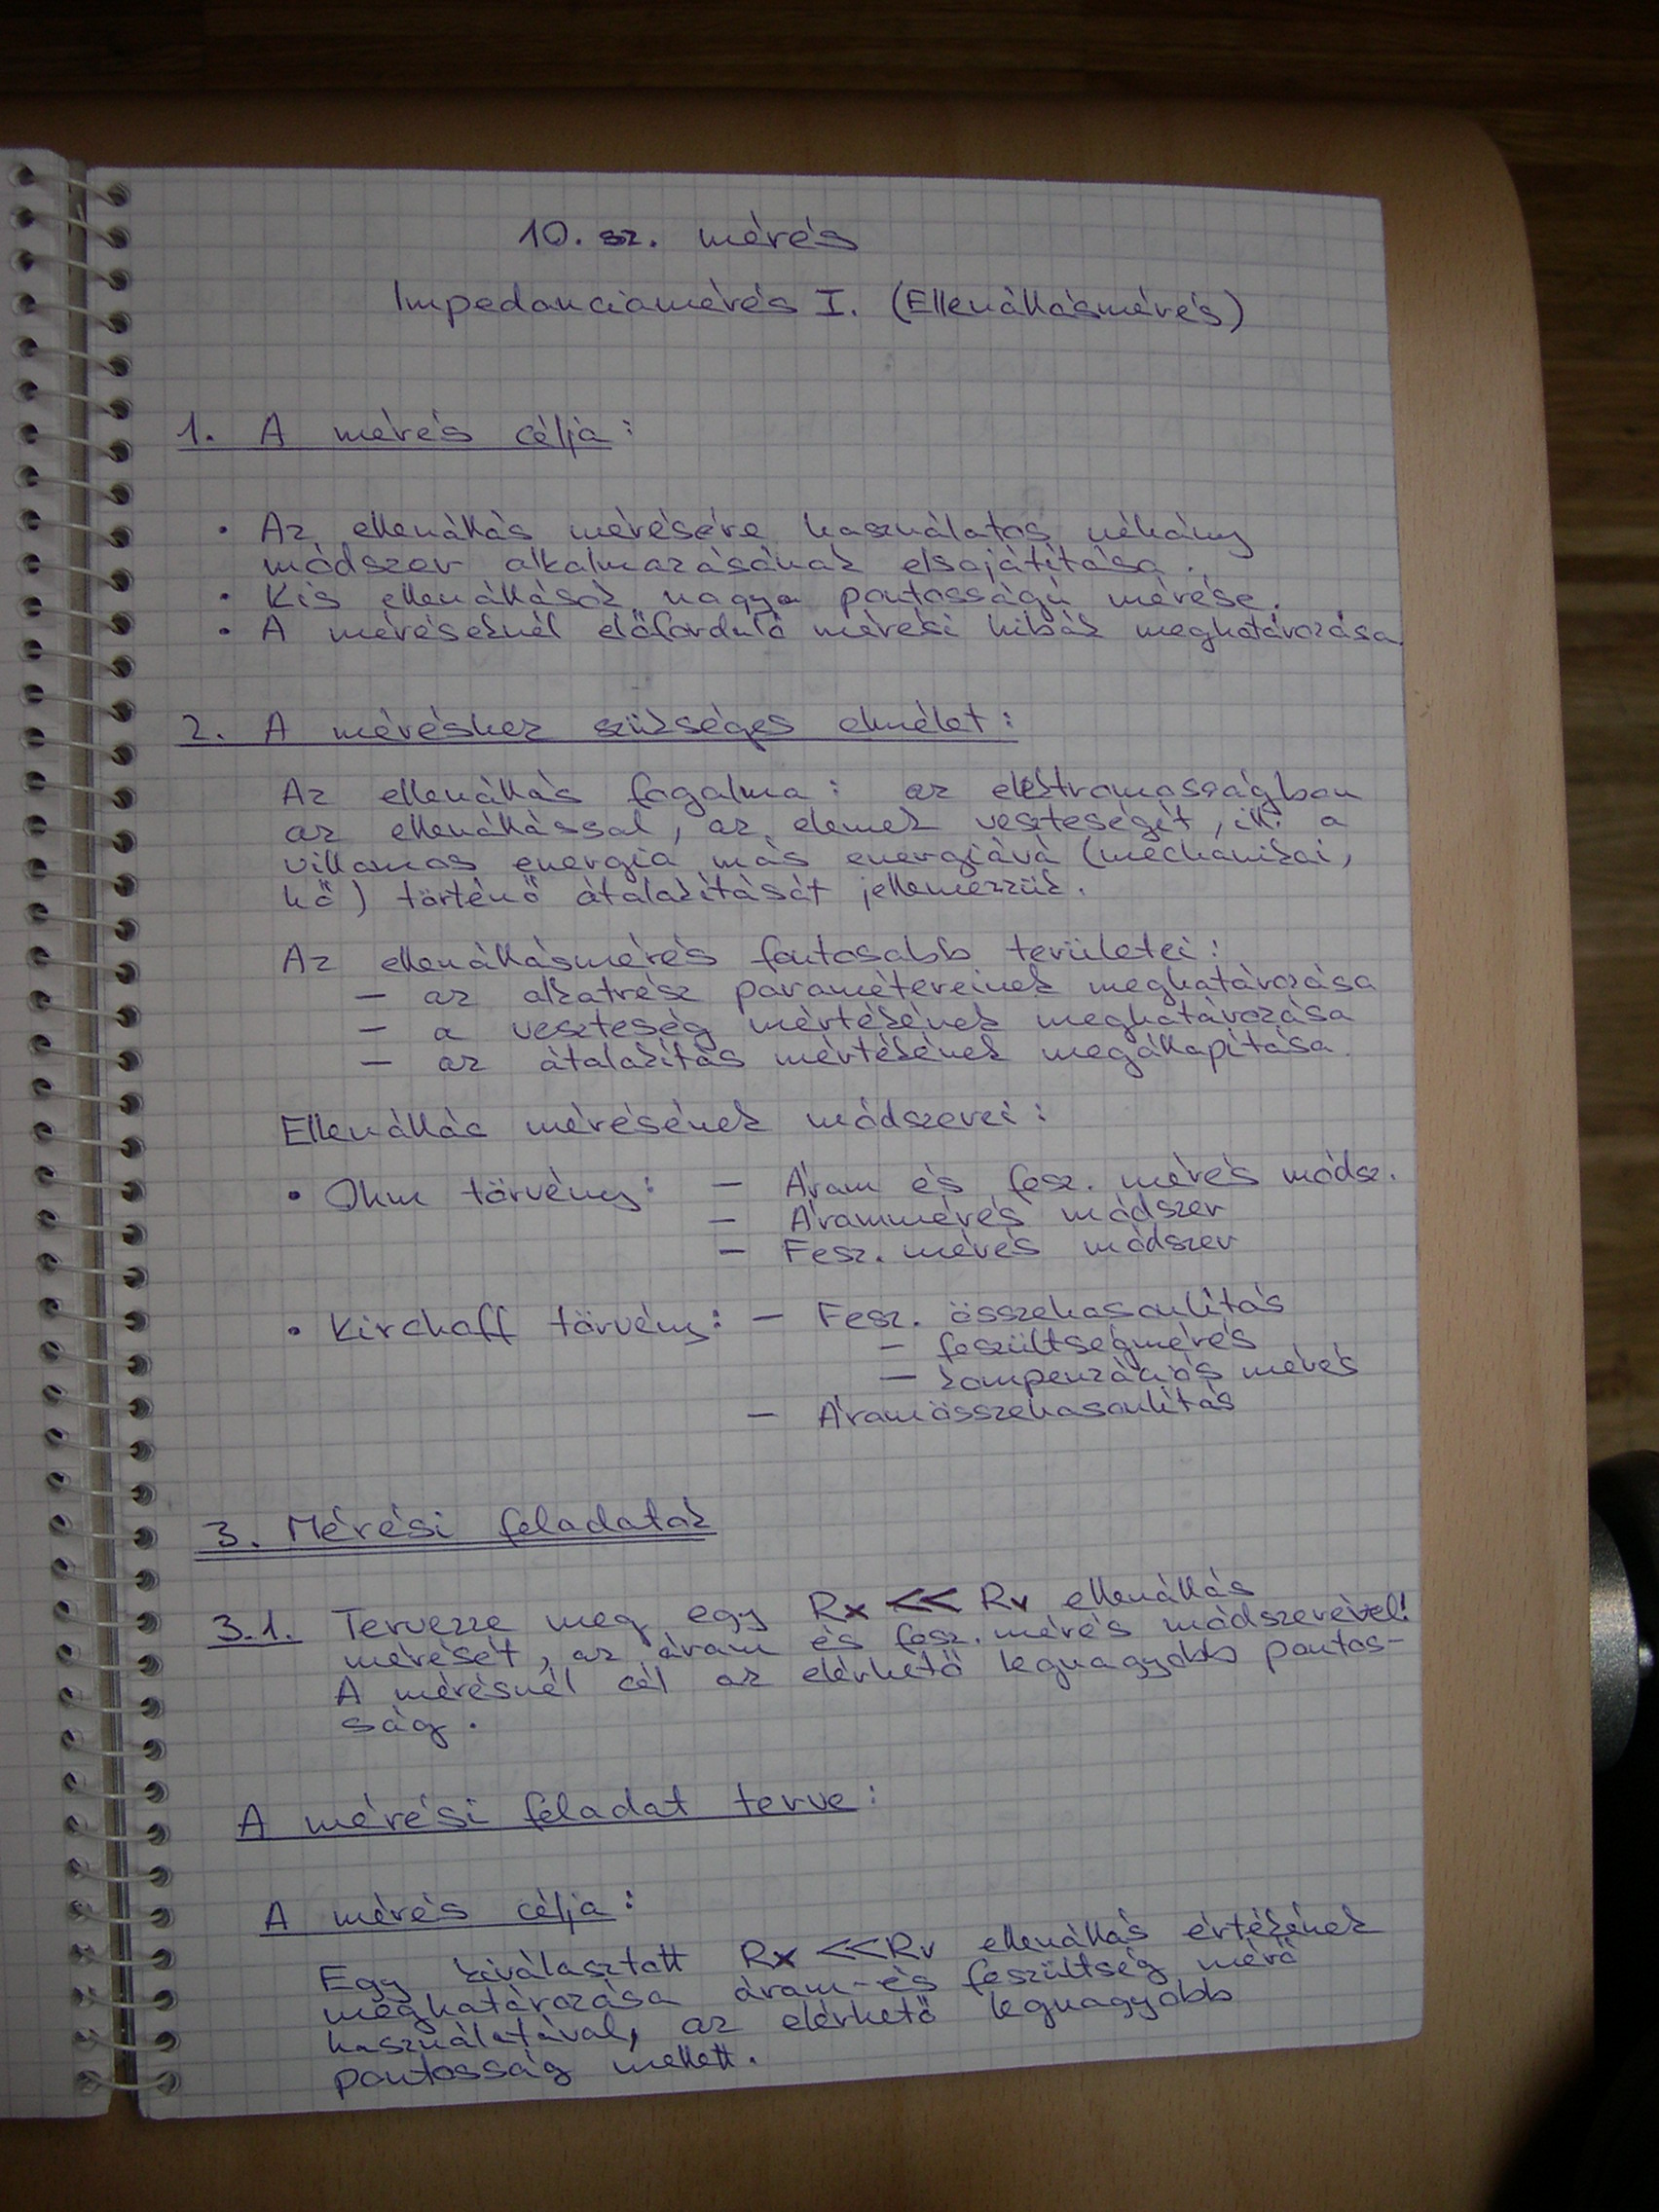 10. sz. mérés
Impedanciamérés I. (Ellenállásmérés)
1. A mérés célja:
• Az ellenállás mérésére használatos néhány
módszer alkalmazásának elsajátítása.
• Kis ellenállások nagy pontosságú mérése.
• A méréseknél előforduló mérési hibák meghatározása.
2. A méréshez szükséges elmélet:
Az ellenállás fogalma: az elektromosságban
az ellenállással, az elemek veszteségét, ill. a
villamos energia más energiává (mechanikai,
hő) történő átalakítását jellemezzük.
Az ellenállásmérés fontosabb területei:
– az alkatrész paramétereinek meghatározása
– a veszteség mértékének meghatározása
– az átalakítás mértékének megállapítása.
Ellenállás mérésének módszerei:
• Ohm törvény: – Áram és fesz. mérés módsz.
– Árammérés módszer
– Fesz. mérés módszer
• Kirchoff törvény: – Fesz. összehasonlítás
– feszültségmérés
– kompenzációs mérés
– Áramösszehasonlítás
3. Mérési feladatok
3.1. Tervezze meg egy Rx << Rv ellenállás
mérését, az áram és fesz. mérés módszerével!
A mérésnél cél az elérhető legnagyobb pontos-
ság.
A mérési feladat terve:
A mérés célja:
Egy kiválasztott Rx << Rv ellenállás értékének
meghatározása áram- és feszültség mérő
használatával, az elérhető legnagyobb
pontosság mellett.